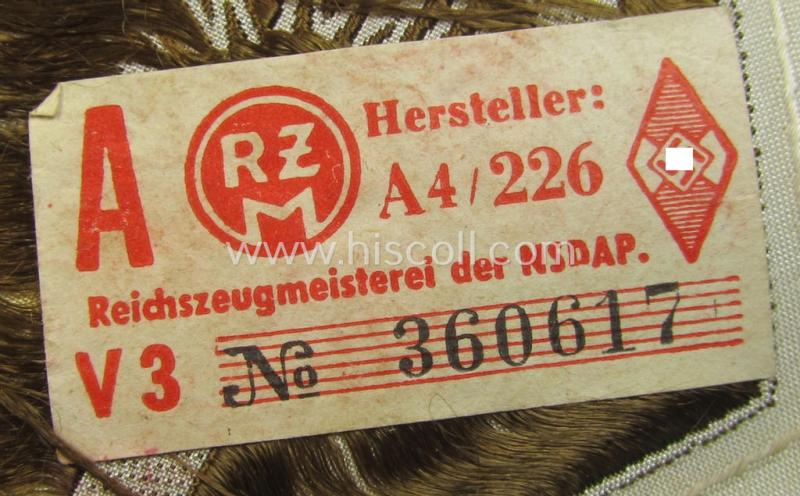 A RZM Hersteller:
A4/226
www.hiscoll.com
Reichszeugmeisterei der NSDAP.
V3 No 360617